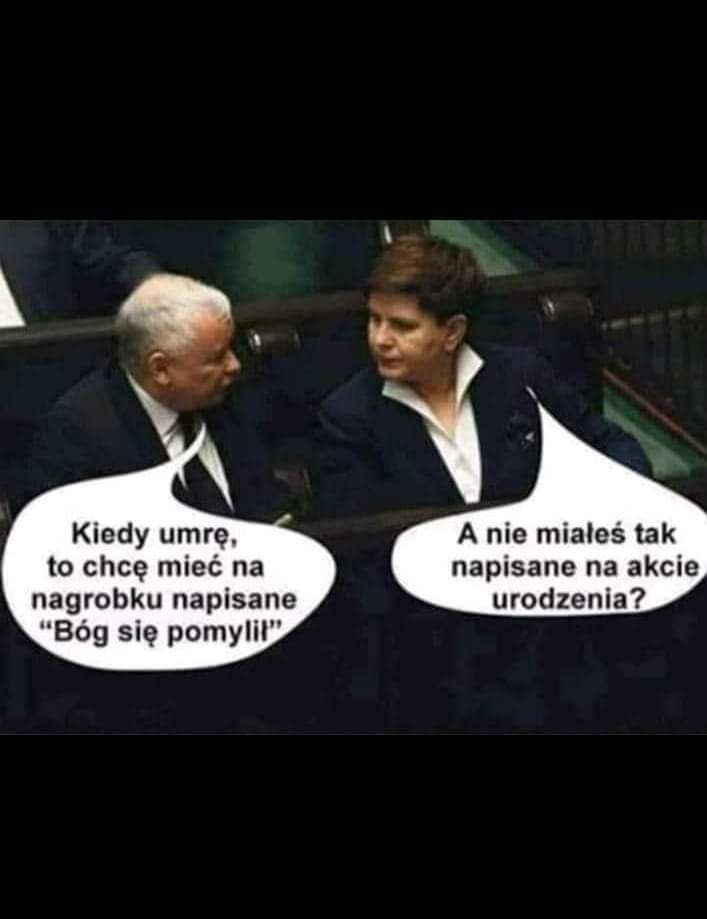 Kiedy umrę,
to chcę mieć na
nagrobku napisane
“Bóg się pomylił”
A nie miałeś tak
napisane na akcie
urodzenia?